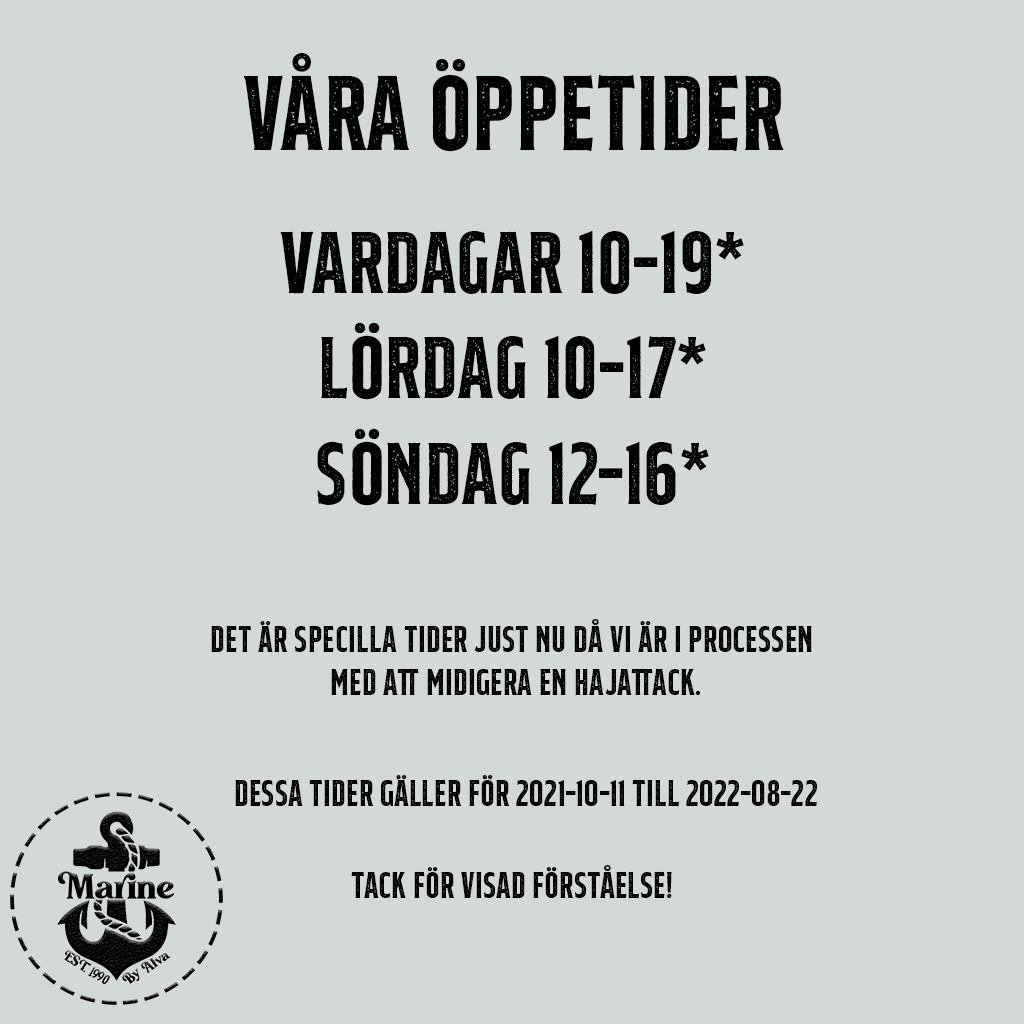 VÅRA ÖPPETIDER
VARDAGAR 10-19*
LÖRDAG 10-17*
SÖNDAG 12-16*
DET ÄR SPECILLA TIDER JUST NU DÅ VI ÄR I PROCESSEN
MED ATT MIDIGERA EN HAJATTACK.
DESSA TIDER GÄLLER FÖR 2021-10-11 TILL 2022-08-22
TACK FÖR VISAD FÖRSTÅELSE!
Marine
EST. 1990 By Alva